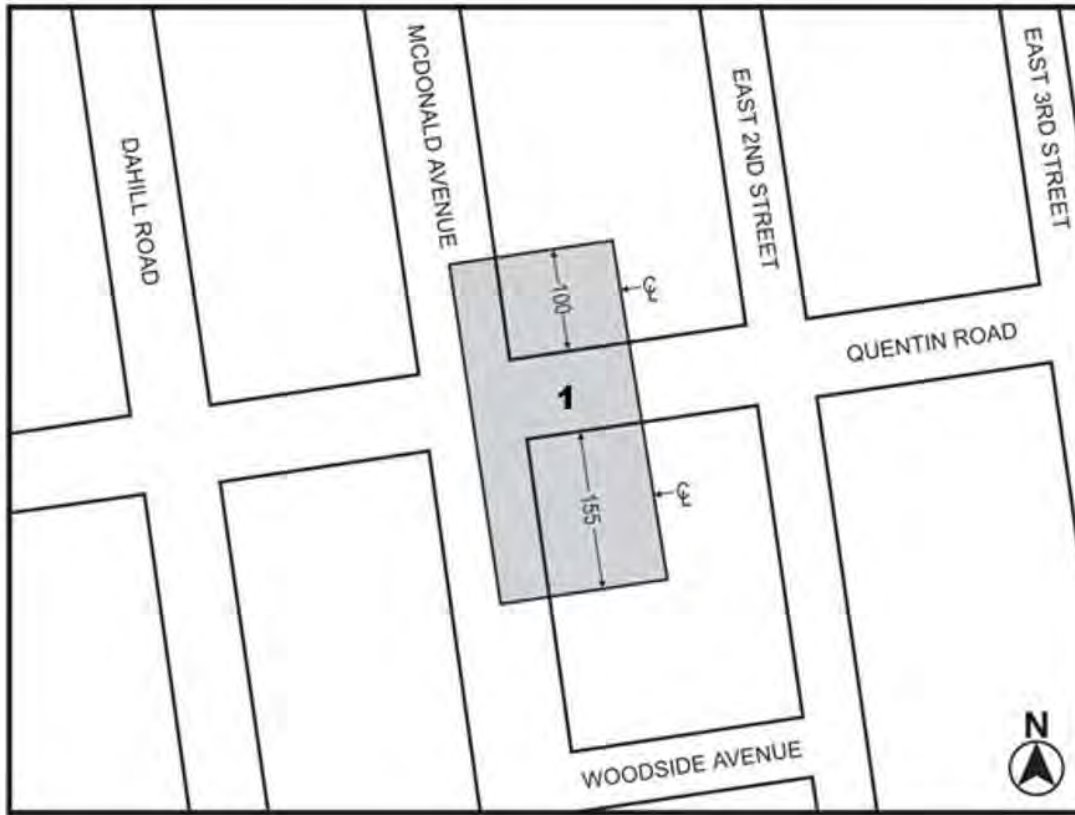 MCDONALD AVENUE
EAST 2ND STREET
EAST 3RD STREET
DAHILL ROAD
100
℄
QUENTIN ROAD
1
155
℄
WOODSIDE AVENUE
N